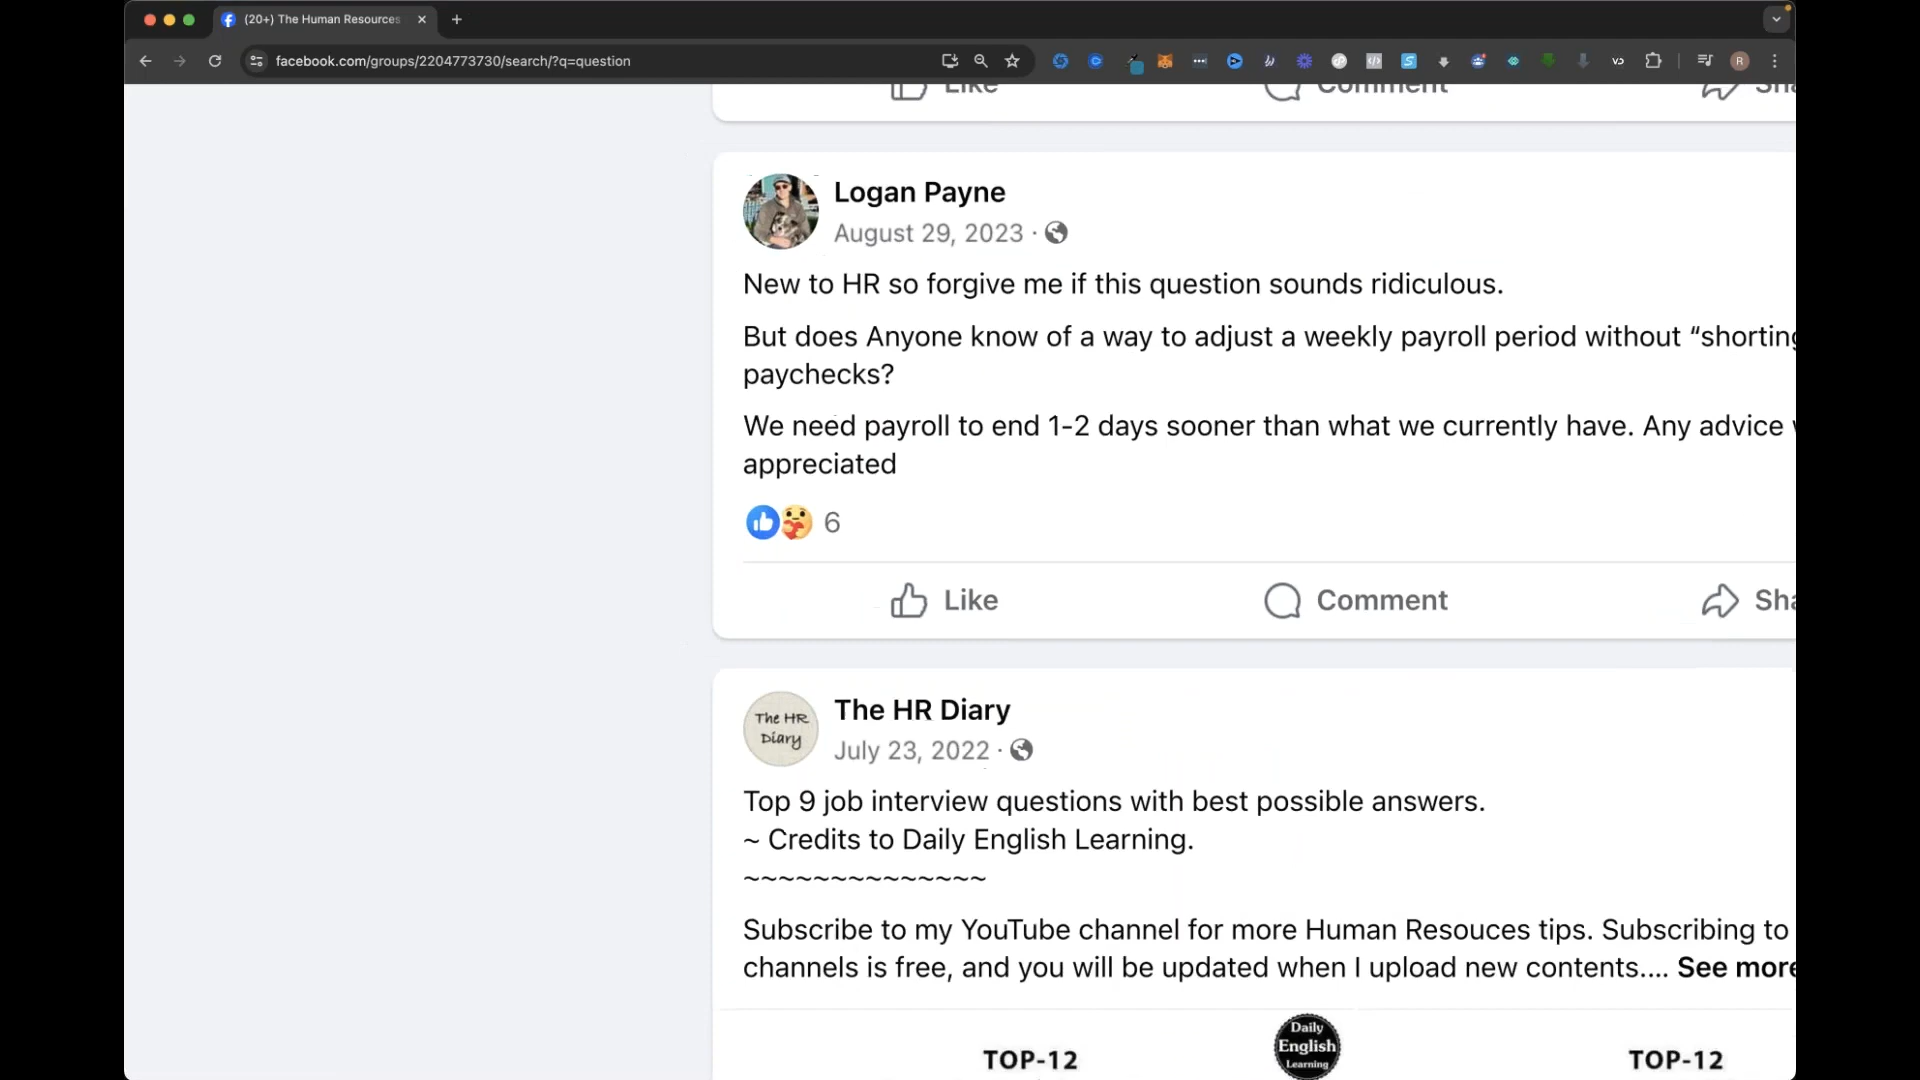 (20+) The Human Resources
facebook.com/groups/2204773730/search/?q=question
R
Like
Comment
Logan Payne
August 29, 2023 ·
New to HR so forgive me if this question sounds ridiculous.
But does Anyone know of a way to adjust a weekly payroll period without “shorting
paychecks?
We need payroll to end 1-2 days sooner than what we currently have. Any advice
appreciated
6
Like
Comment
Sha
The HR
Diary
The HR Diary
July 23, 2022 ·
Top 9 job interview questions with best possible answers.
~ Credits to Daily English Learning.
~~~~~~~~~~~~~~
Subscribe to my YouTube channel for more Human Resouces tips. Subscribing to
channels is free, and you will be updated when I upload new contents.... See more
TOP-12
Daily
English
Learning
TOP-12